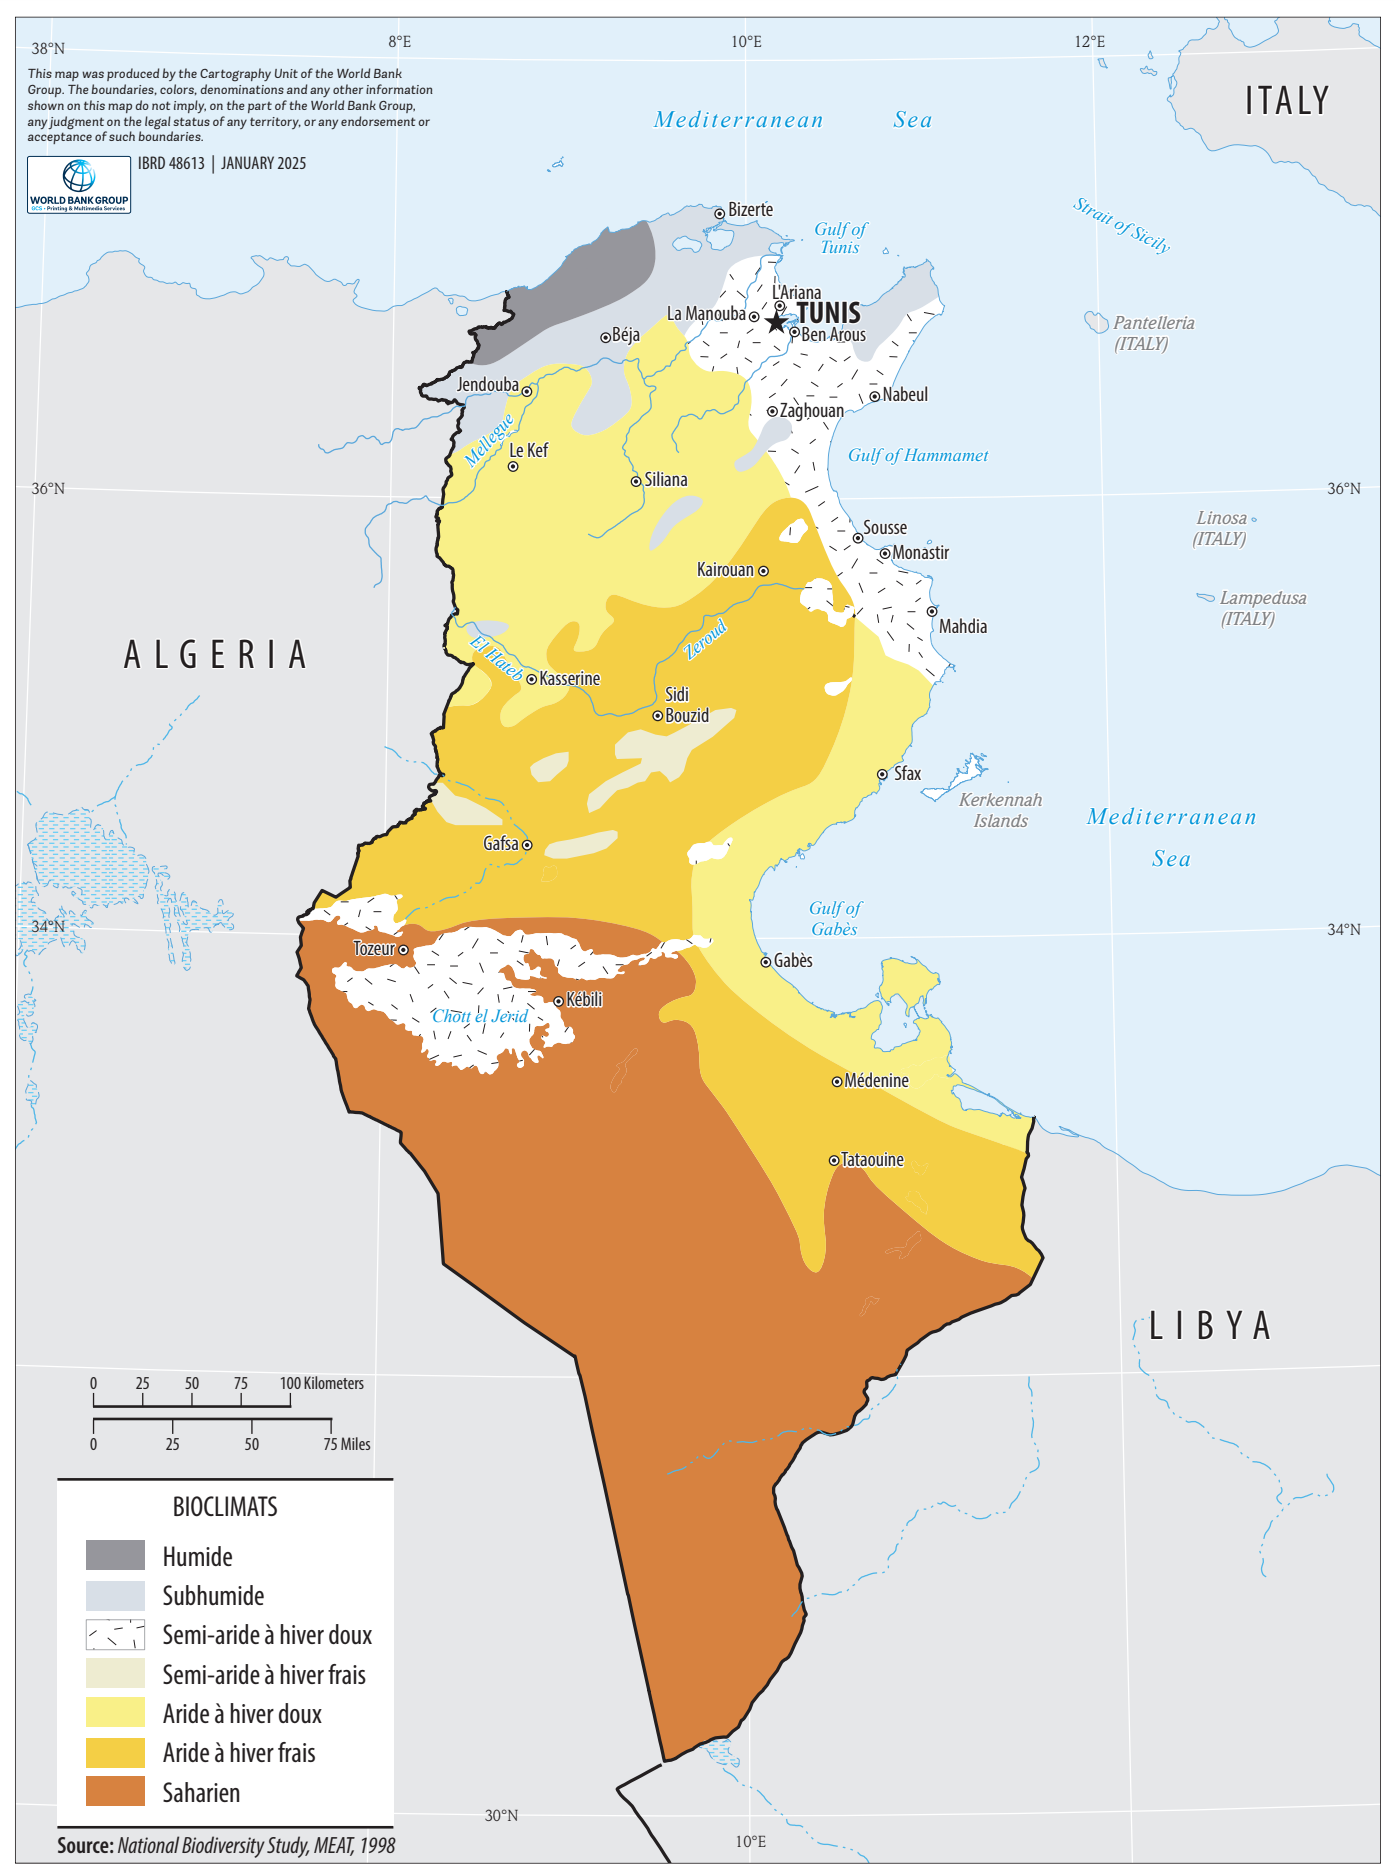 38°N
8°E
10°E
12°E
This map was produced by the Cartography Unit of the World Bank
Group. The boundaries, colors, denominations and any other information
shown on this map do not imply, on the part of the World Bank Group,
any judgment on the legal status of any territory, or any endorsement or
acceptance of such boundaries.
WORLD BANK GROUP
GCS - Printing & Multimedia Services
IBRD 48613 | JANUARY 2025
ITALY
Mediterranean Sea
Strait of Sicily
Bizerte
Gulf of
Tunis
L'Ariana
La Manouba
TUNIS
Ben Arous
Pantelleria
(ITALY)
Béja
Jendouba
Nabeul
Zaghouan
Mellegue
Le Kef
Gulf of Hammamet
Siliana
36°N
36°N
Linosa
(ITALY)
Sousse
Monastir
Kairouan
Lampedusa
(ITALY)
Mahdia
ALGERIA
El Hateb
Zeroud
Kasserine
Sidi
Bouzid
Sfax
Kerkennah
Islands
Mediterranean
Sea
Gafsa
Gulf of
Gabès
34°N
34°N
Tozeur
Gabès
Kébili
Chott el Jerid
Médenine
Tataouine
LIBYA
0 25 50 75 100 Kilometers
0 25 50 75 Miles
BIOCLIMATS
Humide
Subhumide
Semi-aride à hiver doux
Semi-aride à hiver frais
Aride à hiver doux
Aride à hiver frais
Saharien
30°N
10°E
Source: National Biodiversity Study, MEAT, 1998